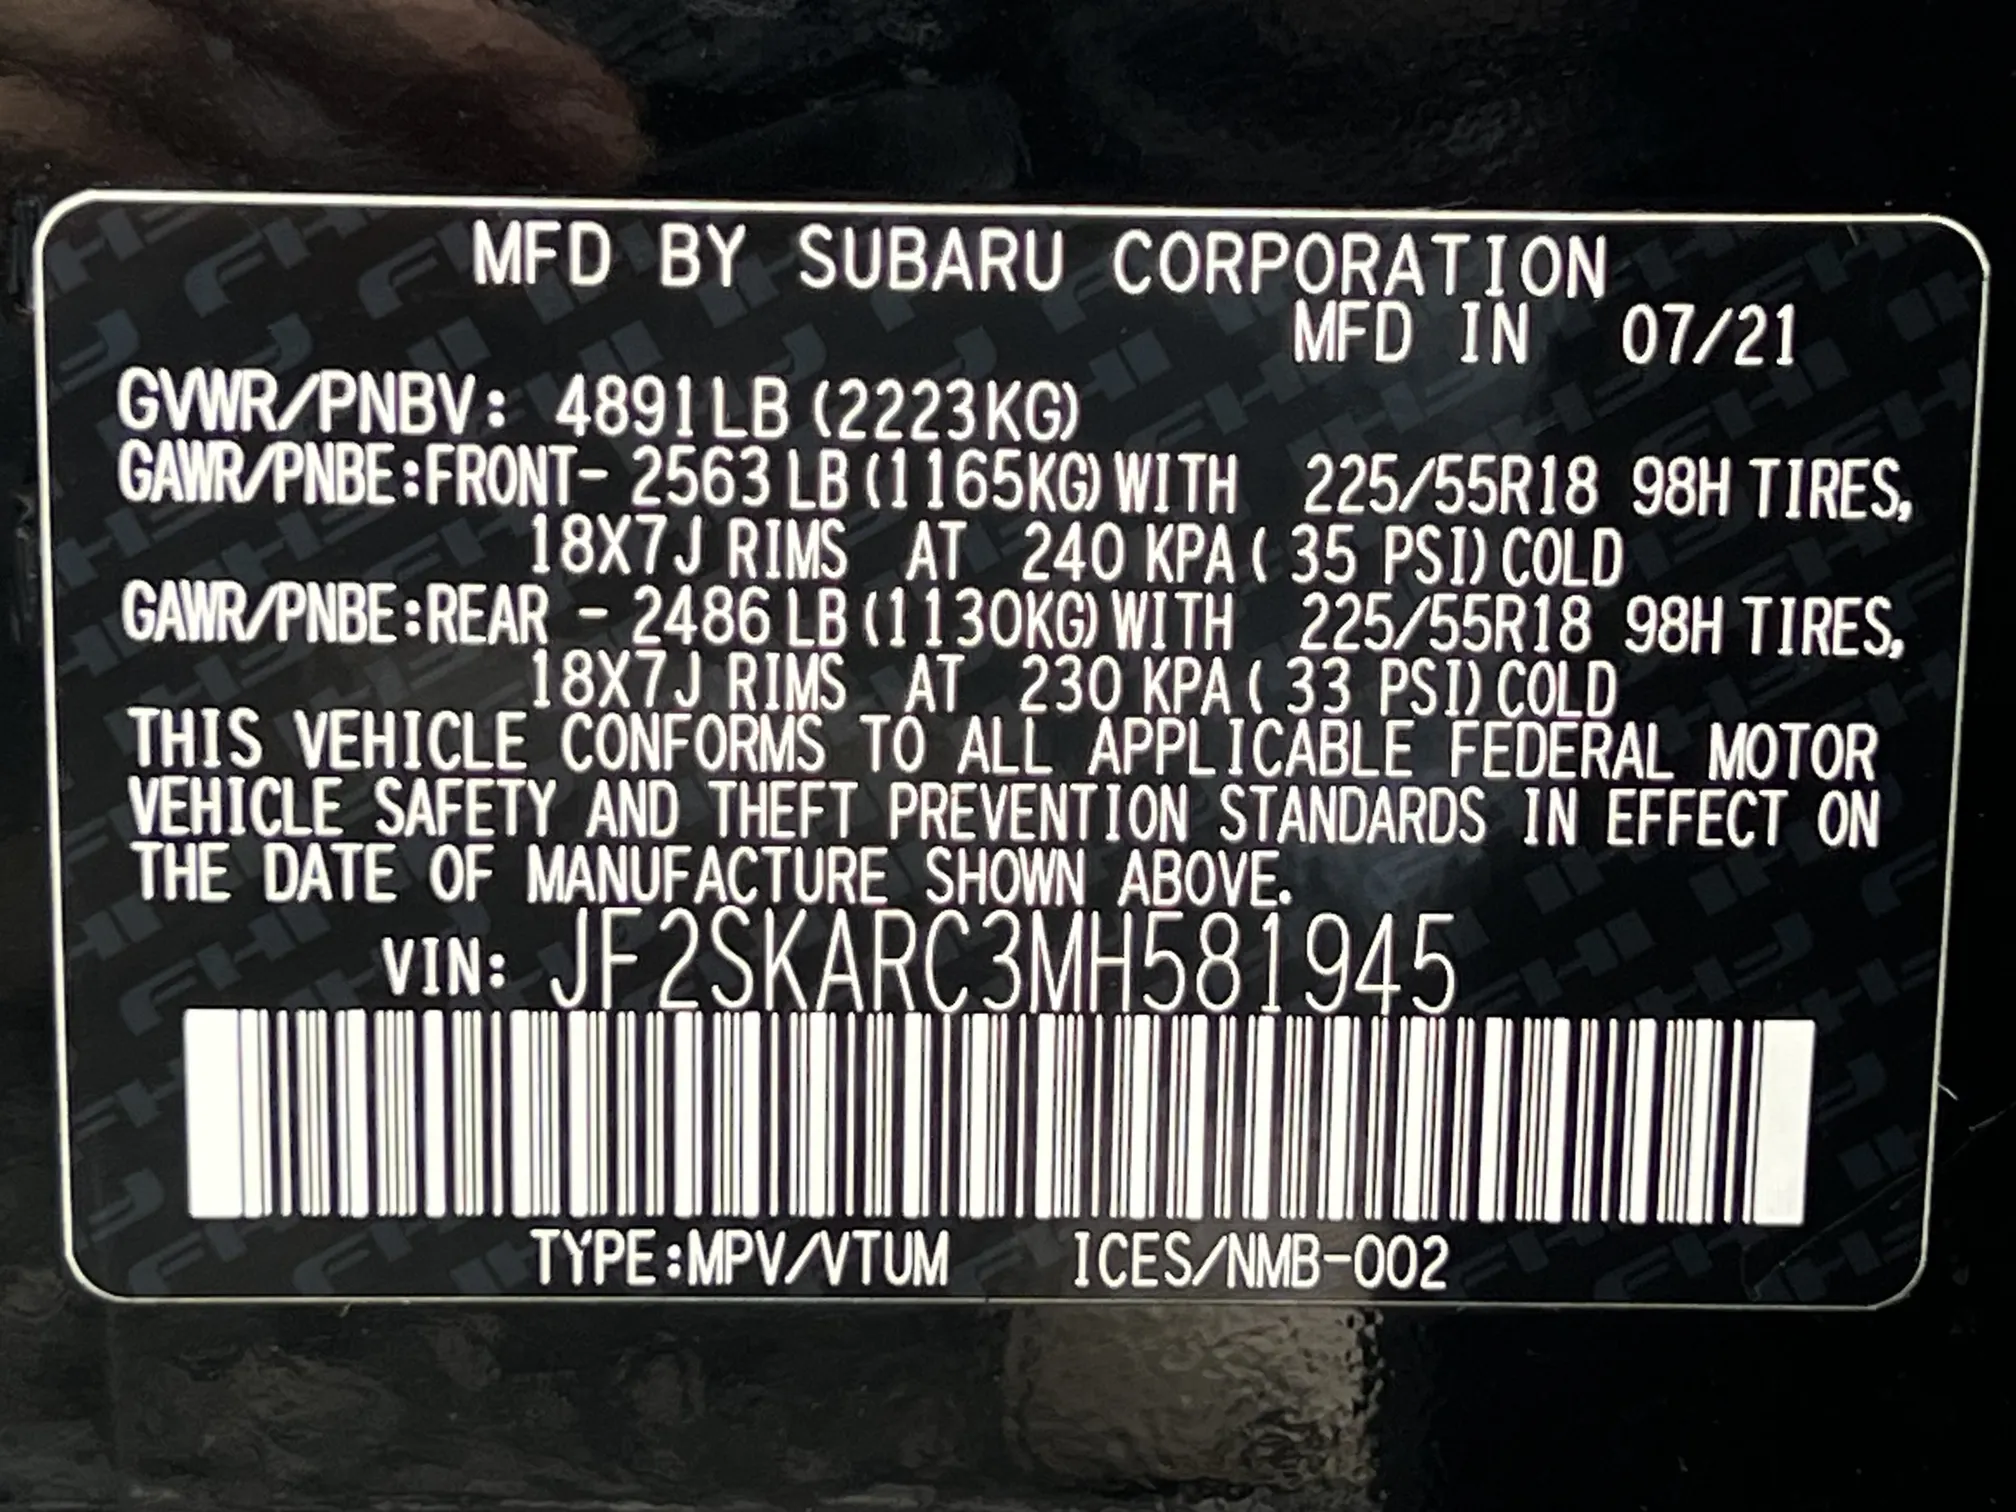 MFD BY SUBARU CORPORATION
MFD IN 07/21
GVWR/PNBV: 4891LB (2223KG)
GAWR/PNBE:FRONT- 2563 LB (1165KG) WITH 225/55R18 98H TIRES,
18X7J RIMS AT 240 KPA ( 35 PSI) COLD
GAWR/PNBE:REAR - 2486 LB (1130KG) WITH 225/55R18 98H TIRES,
18X7J RIMS AT 230 KPA ( 33 PSI) COLD
THIS VEHICLE CONFORMS TO ALL APPLICABLE FEDERAL MOTOR
VEHICLE SAFETY AND THEFT PREVENTION STANDARDS IN EFFECT ON
THE DATE OF MANUFACTURE SHOWN ABOVE.
VIN: JF2SKARC3MH581945
TYPE:MPV/VTUM ICES/NMB-002